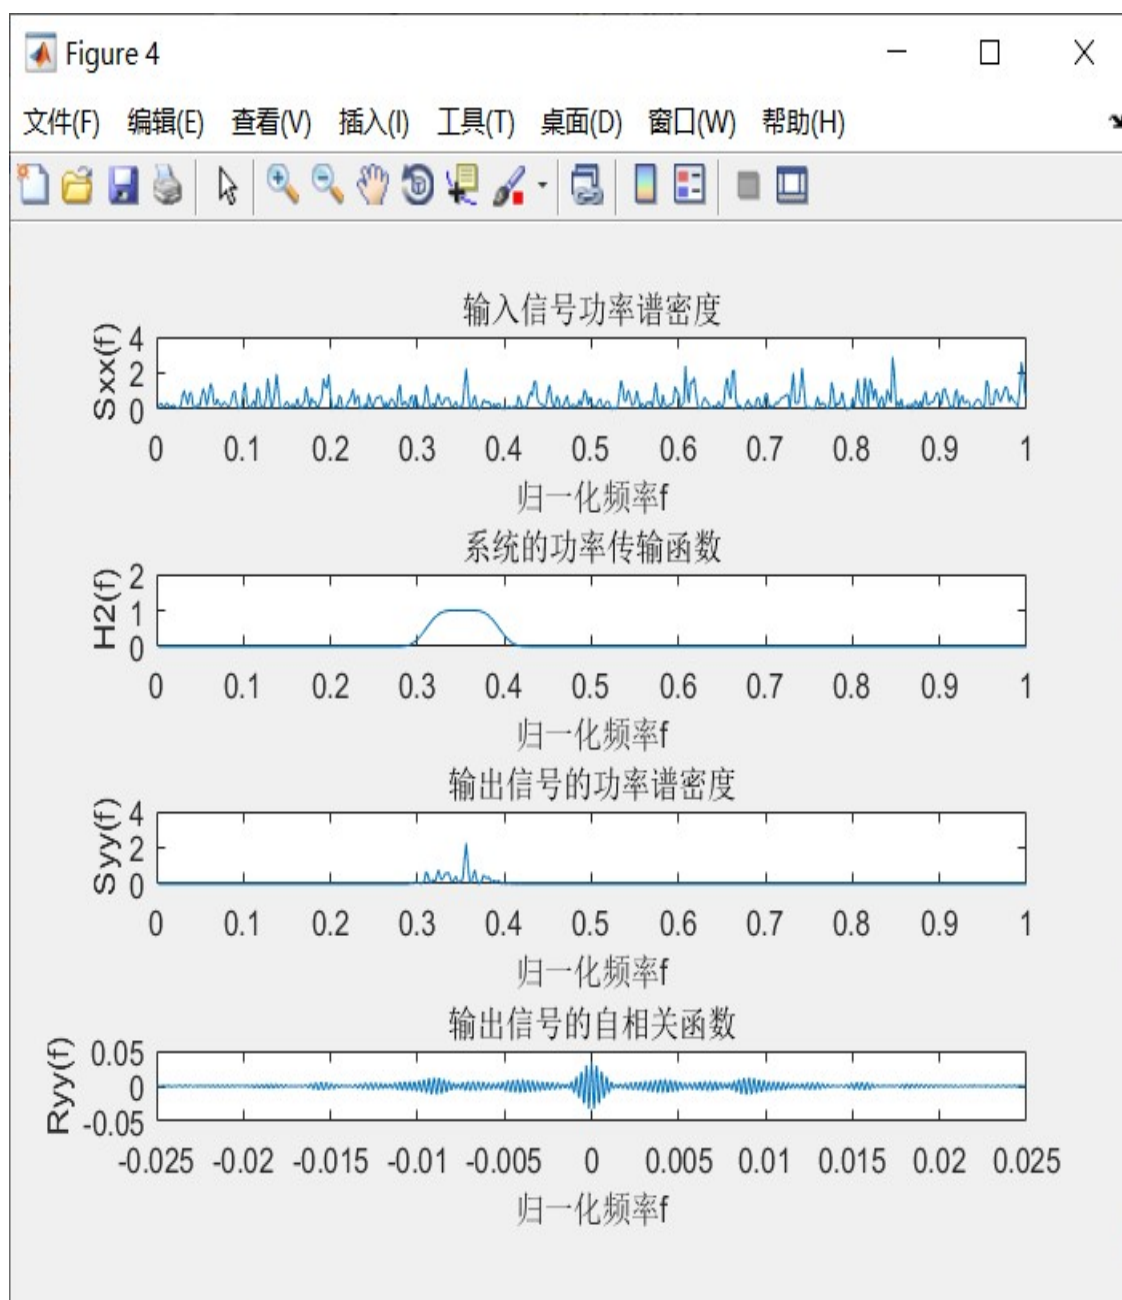 Figure 4
文件(F) 编辑(E) 查看(V) 插入(I) 工具(T) 桌面(D) 窗口(W) 帮助(H)
输入信号功率谱密度
Sxx(f)
4
2
0
0 0.1 0.2 0.3 0.4 0.5 0.6 0.7 0.8 0.9 1
归一化频率f
系统的功率传输函数
H2(f)
2
1
0
0 0.1 0.2 0.3 0.4 0.5 0.6 0.7 0.8 0.9 1
归一化频率f
输出信号的功率谱密度
Syy(f)
4
2
0
0 0.1 0.2 0.3 0.4 0.5 0.6 0.7 0.8 0.9 1
归一化频率f
输出信号的自相关函数
Ryy(f)
0.05
0
-0.05
-0.025 -0.02 -0.015 -0.01 -0.005 0 0.005 0.01 0.015 0.02 0.025
归一化频率f